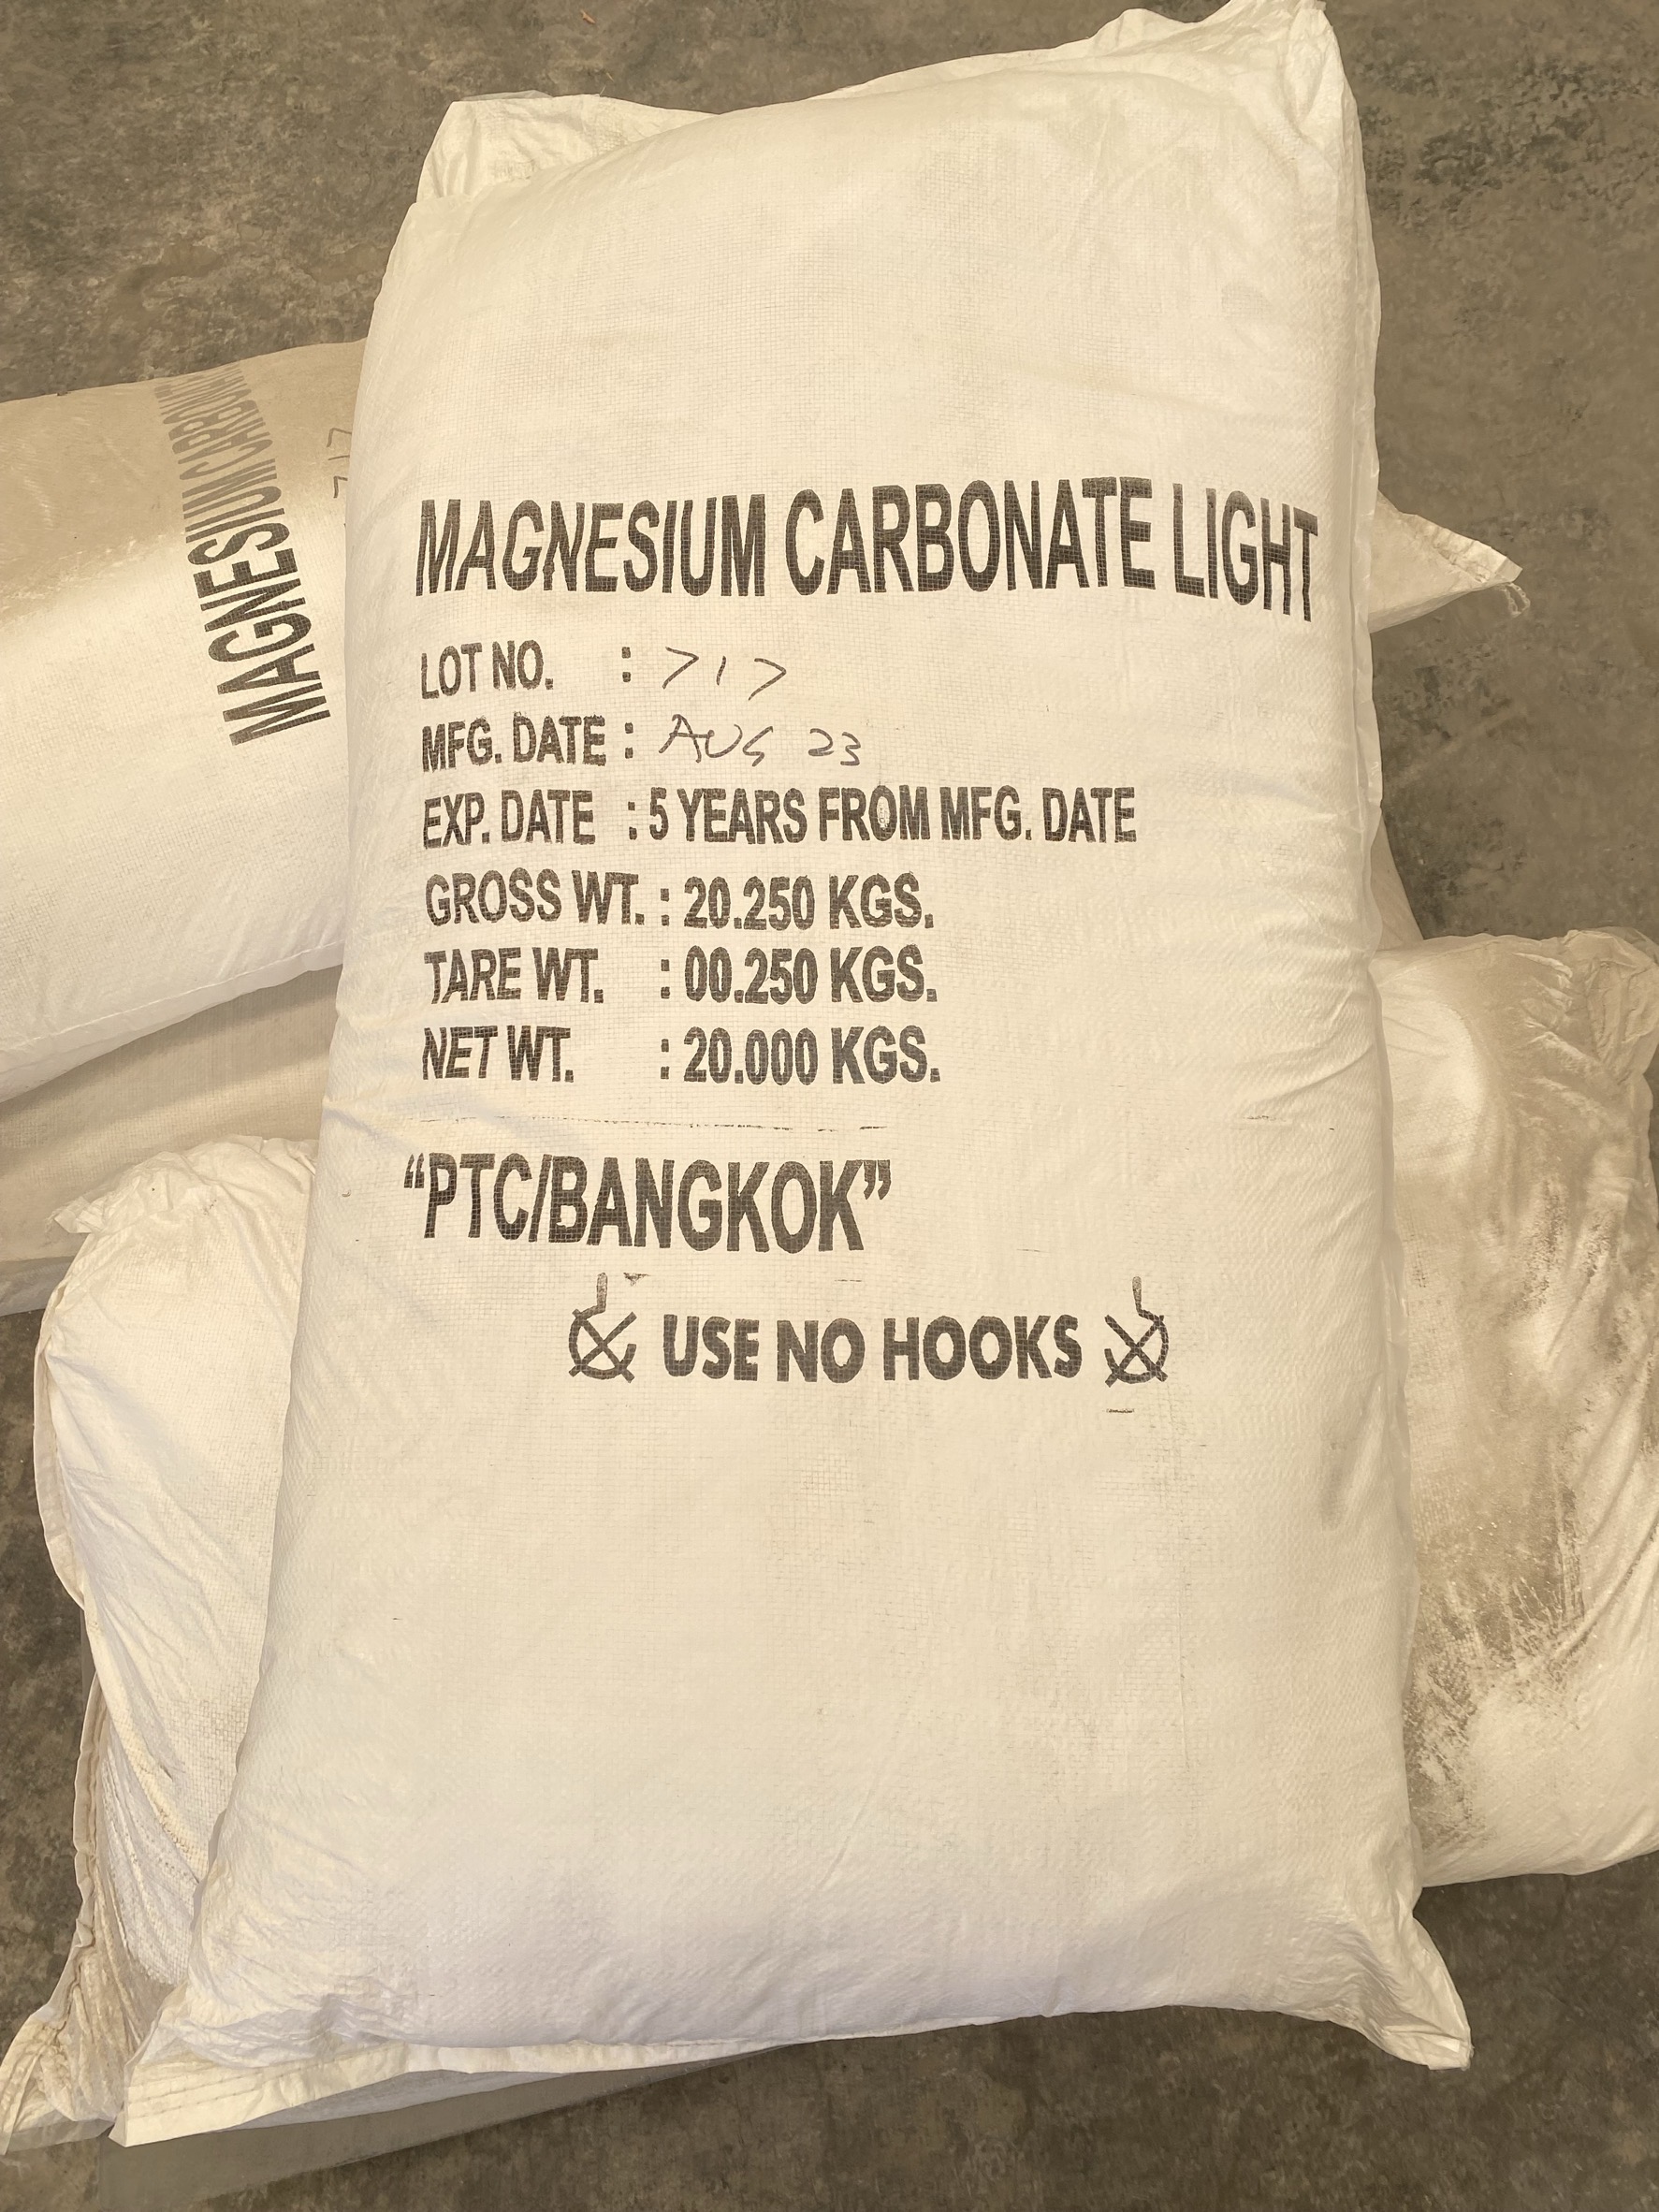 MAGNESIUM CARBONATE LIGHT
LOT NO. : 717
MFG. DATE : AUG 23
EXP. DATE : 5 YEARS FROM MFG. DATE
GROSS WT. : 20.250 KGS.
TARE WT. : 00.250 KGS.
NET WT. : 20.000 KGS.
“PTC/BANGKOK”
USE NO HOOKS
MAGNESIUM CARBONATE
717